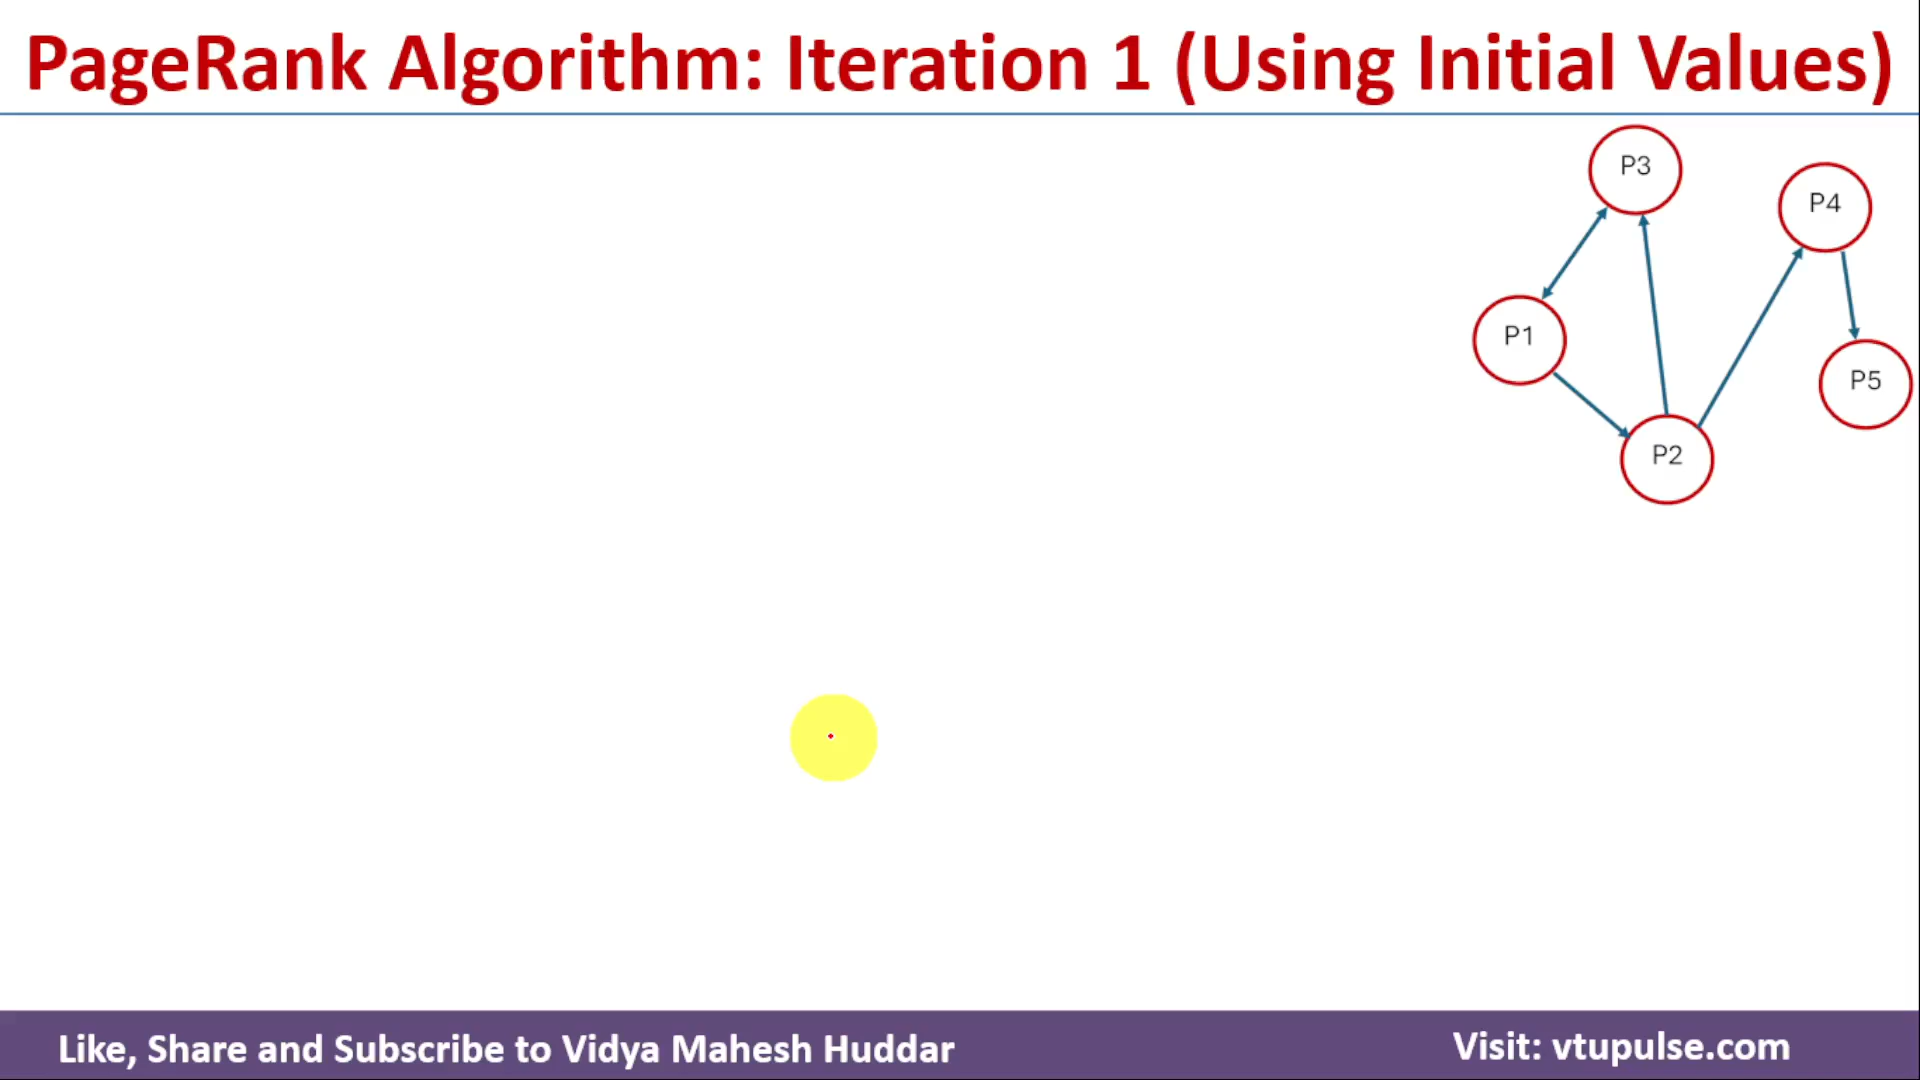 PageRank Algorithm: Iteration 1 (Using Initial Values)
P3
P4
P1
P5
P2
Like, Share and Subscribe to Vidya Mahesh Huddar
Visit: vtupulse.com